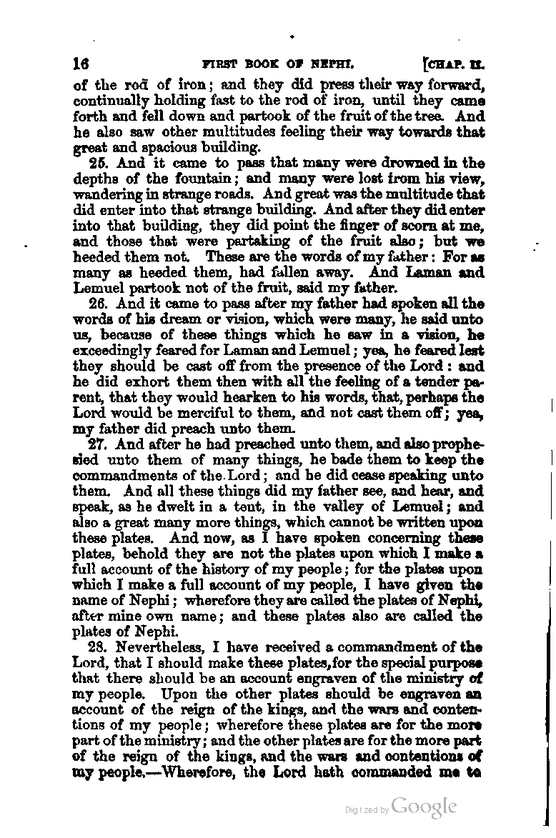 16 FIRST BOOK OF NEPHI. [CHAP. II.
of the rod of iron; and they did press their way forward,
continually holding fast to the rod of iron, until they came
forth and fell down and partook of the fruit of the tree. And
he also saw other multitudes feeling their way towards that
great and spacious building.
25. And it came to pass that many were drowned in the
depths of the fountain; and many were lost from his view,
wandering in strange roads. And great was the multitude that
did enter into that strange building. And after they did enter
into that building, they did point the finger of scorn at me,
and those that were partaking of the fruit also; but we
heeded them not. These are the words of my father: For as
many as heeded them, had fallen away. And Laman and
Lemuel partook not of the fruit, said my father.
26. And it came to pass after my father had spoken all the
words of his dream or vision, which were many, he said unto
us, because of these things which he saw in a vision, he
exceedingly feared for Laman and Lemuel; yea, he feared lest
they should be cast off from the presence of the Lord: and
he did exhort them then with all the feeling of a tender pa-
rent, that they would hearken to his words, that, perhaps the
Lord would be merciful to them, and not cast them off; yea,
my father did preach unto them.
27. And after he had preached unto them, and also prophe-
sied unto them of many things, he bade them to keep the
commandments of the Lord; and he did cease speaking unto
them. And all these things did my father see, and hear, and
speak, as he dwelt in a tent, in the valley of Lemuel; and
also a great many more things, which cannot be written upon
these plates. And now, as I have spoken concerning these
plates, behold they are not the plates upon which I make a
full account of the history of my people; for the plates upon
which I make a full account of my people, I have given the
name of Nephi; wherefore they are called the plates of Nephi,
after mine own name; and these plates also are called the
plates of Nephi.
28. Nevertheless, I have received a commandment of the
Lord, that I should make these plates, for the special purpose
that there should be an account engraven of the ministry of
my people. Upon the other plates should be engraven an
account of the reign of the kings, and the wars and conten-
tions of my people; wherefore these plates are for the more
part of the ministry; and the other plates are for the more part
of the reign of the kings, and the wars and contentions of
my people.—Wherefore, the Lord hath commanded me to
Digitized by Google